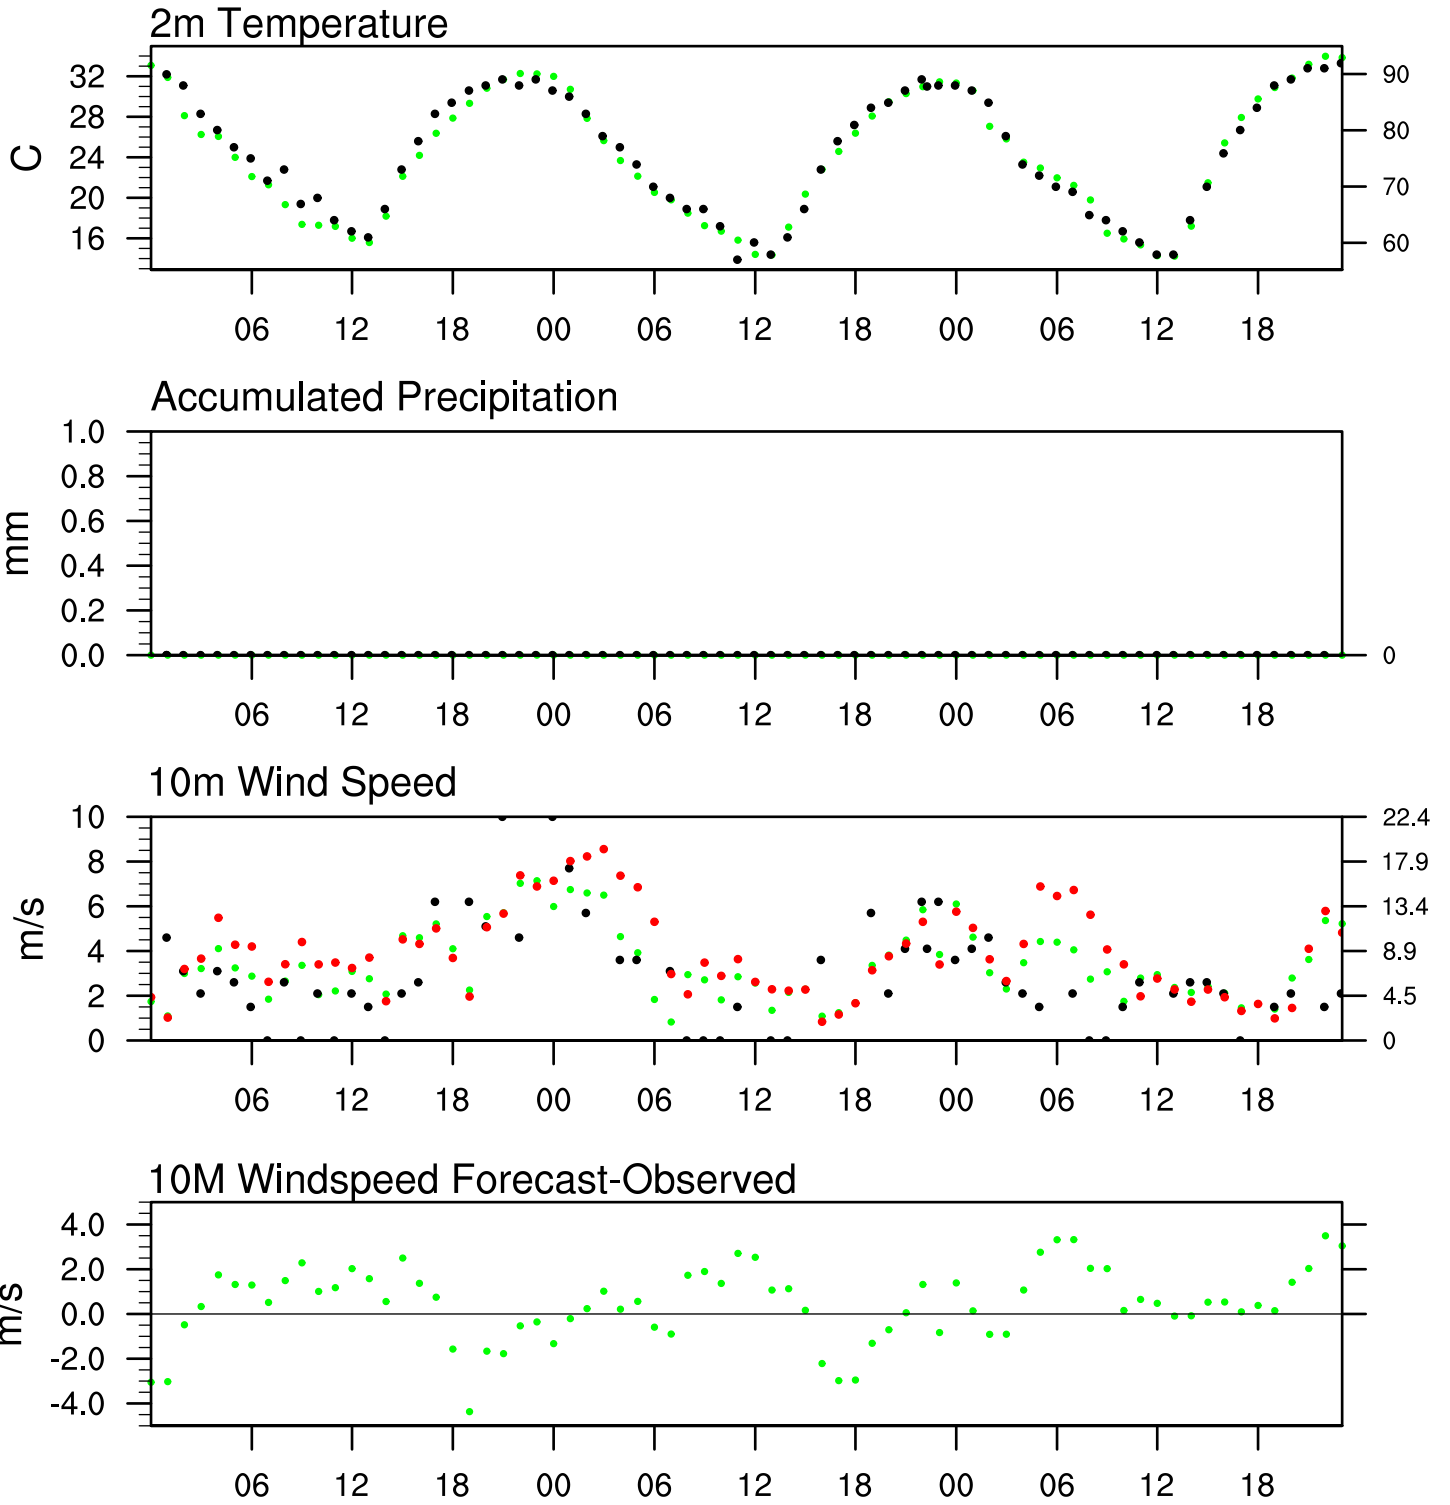 2m Temperature
C
32
28
24
20
16
90
80
70
60
06 12 18 00 06 12 18 00 06 12 18
Accumulated Precipitation
mm
1.0
0.8
0.6
0.4
0.2
0.0
0
06 12 18 00 06 12 18 00 06 12 18
10m Wind Speed
m/s
10
8
6
4
2
0
22.4
17.9
13.4
8.9
4.5
0
06 12 18 00 06 12 18 00 06 12 18
10M Windspeed Forecast-Observed
m/s
4.0
2.0
0.0
-2.0
-4.0
06 12 18 00 06 12 18 00 06 12 18